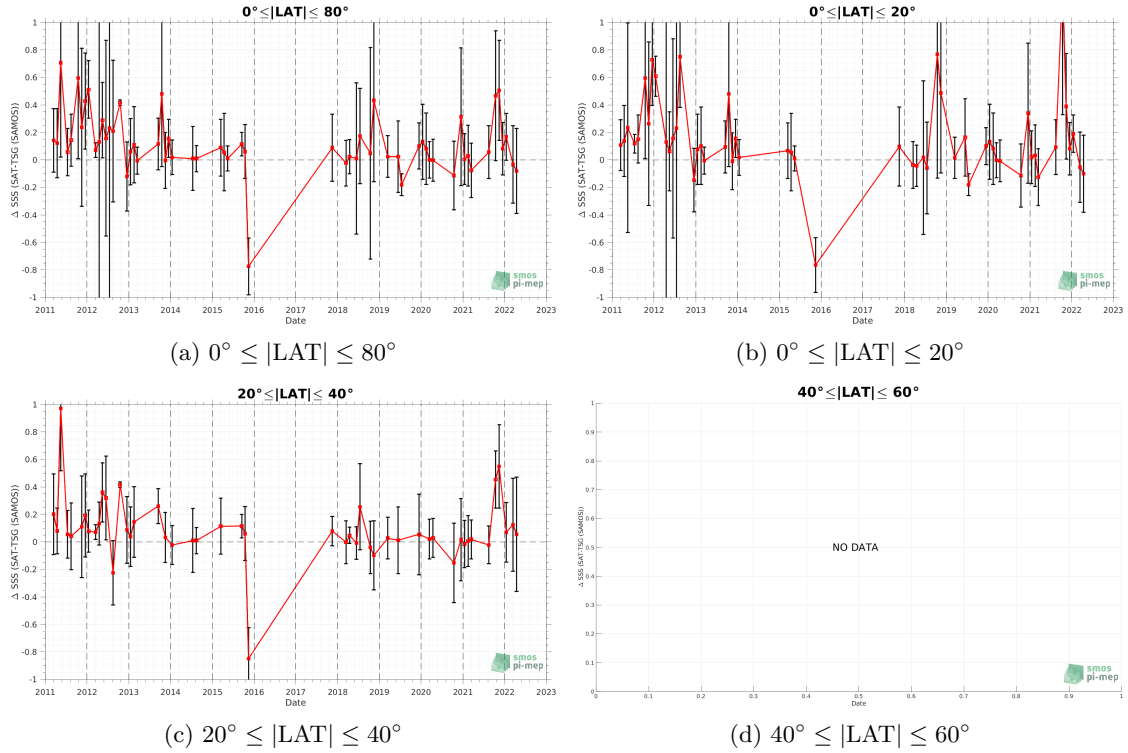 0°≤|LAT|≤ 80°
Δ SSS (SAT-TSG (SAMOS))
1
0.8
0.6
0.4
0.2
0
-0.2
-0.4
-0.6
-0.8
-1
2011 2012 2013 2014 2015 2016 2017 2018 2019 2020 2021 2022 2023
Date
smos
pi-mep
(a) 0° ≤ |LAT| ≤ 80°
0°≤|LAT|≤ 20°
Δ SSS (SAT-TSG (SAMOS))
1
0.8
0.6
0.4
0.2
0
-0.2
-0.4
-0.6
-0.8
-1
2011 2012 2013 2014 2015 2016 2017 2018 2019 2020 2021 2022 2023
Date
smos
pi-mep
(b) 0° ≤ |LAT| ≤ 20°
20°≤|LAT|≤ 40°
Δ SSS (SAT-TSG (SAMOS))
1
0.8
0.6
0.4
0.2
0
-0.2
-0.4
-0.6
-0.8
-1
2011 2012 2013 2014 2015 2016 2017 2018 2019 2020 2021 2022 2023
Date
smos
pi-mep
(c) 20° ≤ |LAT| ≤ 40°
40°≤|LAT|≤ 60°
Δ SSS (SAT-TSG (SAMOS))
1
0.9
0.8
0.7
0.6
0.5
0.4
0.3
0.2
0.1
0
NO DATA
0 0.1 0.2 0.3 0.4 0.5 0.6 0.7 0.8 0.9 1
Date
smos
pi-mep
(d) 40° ≤ |LAT| ≤ 60°